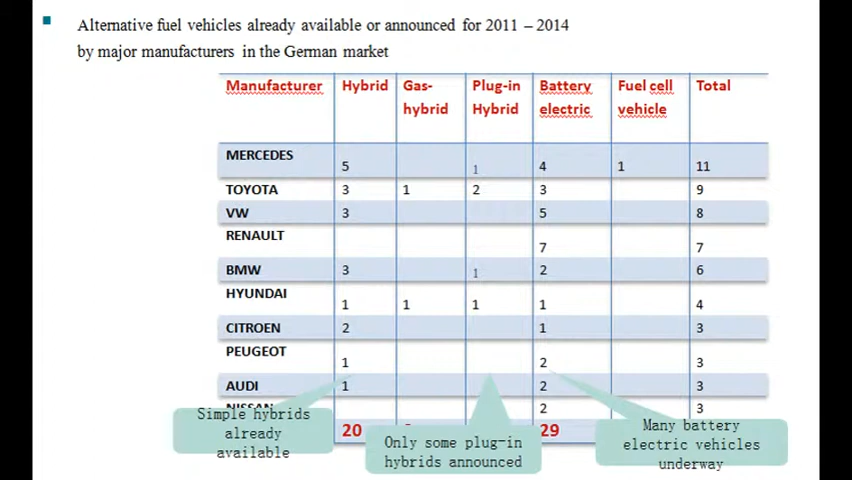 Alternative fuel vehicles already available or announced for 2011 – 2014
by major manufacturers in the German market
Manufacturer Hybrid Gas-hybrid Plug-in Hybrid Battery electric Fuel cell vehicle Total
MERCEDES 5 1 4 1 11
TOYOTA 3 1 2 3 9
VW 3 5 8
RENAULT 7 7
BMW 3 1 2 6
HYUNDAI 1 1 1 1 4
CITROEN 2 1 3
PEUGEOT 1 2 3
AUDI 1 2 3
NISSAN 2 3
20 29
Simple hybrids
already
available
Only some plug-in
hybrids announced
Many battery
electric vehicles
underway